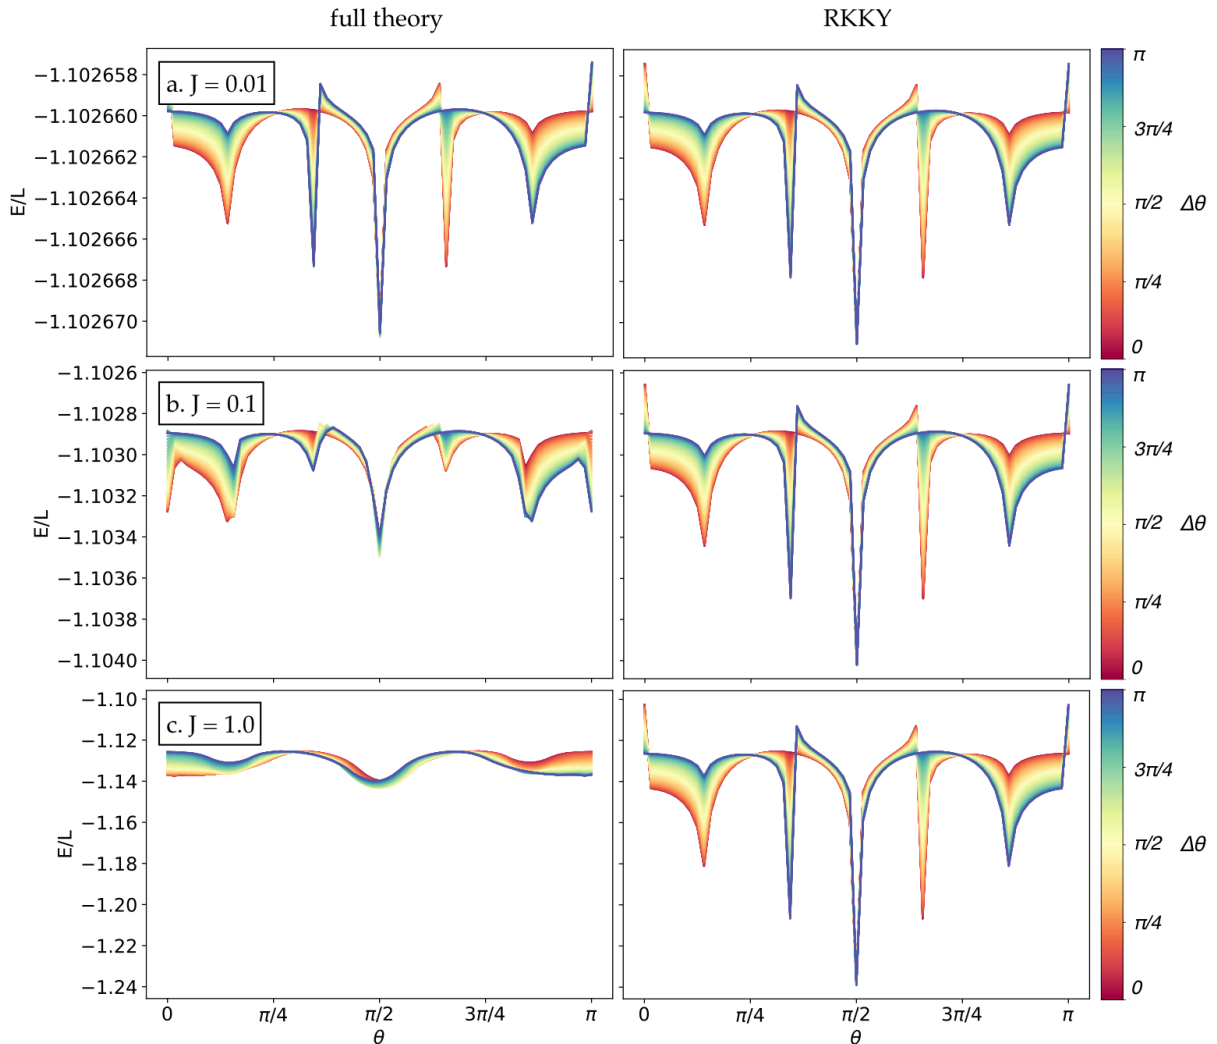 full theory
RKKY
a. J = 0.01
E/L
−1.102658
−1.102660
−1.102662
−1.102664
−1.102666
−1.102668
−1.102670
π
3π/4
π/2
Δθ
π/4
0
b. J = 0.1
E/L
−1.1026
−1.1028
−1.1030
−1.1032
−1.1034
−1.1036
−1.1038
−1.1040
π
3π/4
π/2
Δθ
π/4
0
c. J = 1.0
E/L
−1.10
−1.12
−1.14
−1.16
−1.18
−1.20
−1.22
−1.24
π
3π/4
π/2
Δθ
π/4
0
0
π/4
π/2
3π/4
π
θ
0
π/4
π/2
3π/4
π
θ